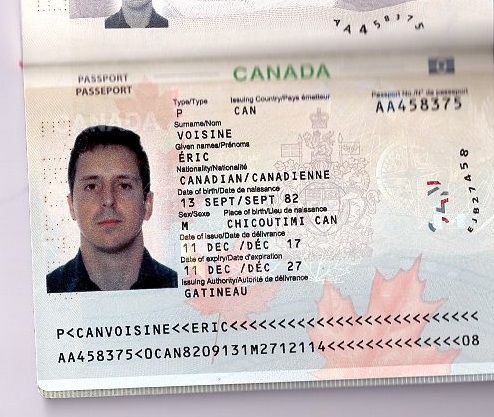 AA458375
CANADA
PASSPORT
PASSEPORT
Type/Type Issuing Country/Pays émetteur Passport No./N° de passeport
P CAN AA458375
Surname/Nom
VOISINE
Given names/Prénoms
ÉRIC
Nationality/Nationalité
CANADIAN/CANADIENNE
Date of birth/Date de naissance
13 SEPT/SEPT 82
Sex/Sexe Place of birth/Lieu de naissance
M CHICOUTIMI CAN
Date of issue/Date de délivrance
11 DEC /DÉC 17
Date of expiry/Date d'expiration
11 DEC /DÉC 27
Issuing Authority/Autorité de délivrance
GATINEAU
P<CANVOISINE<<ERIC<<<<<<<<<<<<<<<<<<<<<<<<<<
AA458375<0CAN8209131M2712114<<<<<<<<<<<<<<08